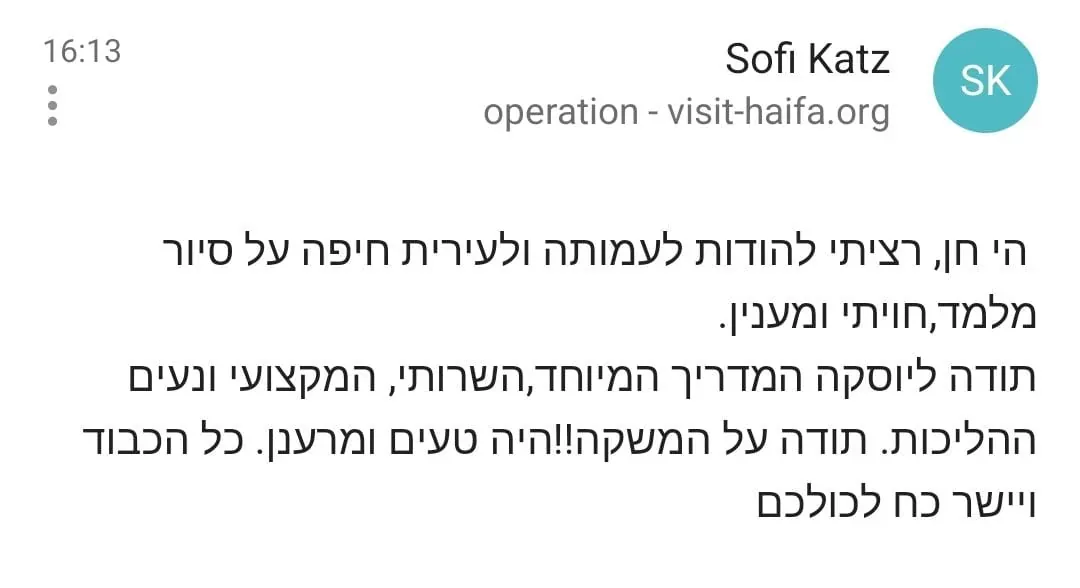 16:13
Sofi Katz
SK
operation - visit-haifa.org
הי חן, רציתי להודות לעמותה ולעירית חיפה על סיור
מלמד,חויתי ומענין.
תודה ליוסקה המדריך המיוחד,השרותי, המקצועי ונעים
ההליכות. תודה על המשקה!!היה טעים ומרענן. כל הכבוד
ויישר כח לכולכם